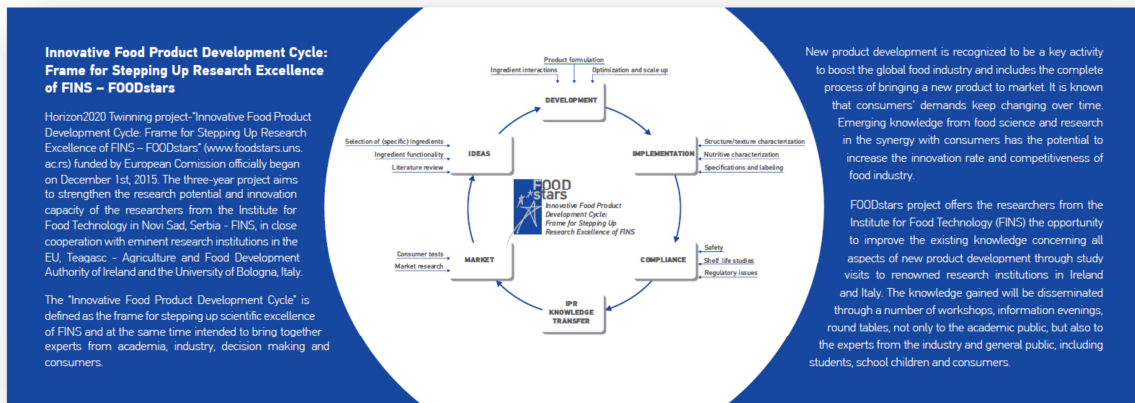 Innovative Food Product Development Cycle:
Frame for Stepping Up Research Excellence
of FINS – FOODstars
Horizon2020 Twinning project-"Innovative Food Product
Development Cycle: Frame for Stepping Up Research
Excellence of FINS – FOODstars" (www.foodstars.uns.
ac.rs) funded by European Comission officially began
on December 1st, 2015. The three-year project aims
to strengthen the research potential and innovation
capacity of the researchers from the Institute for
Food Technology in Novi Sad, Serbia - FINS, in close
cooperation with eminent research institutions in the
EU, Teagasc - Agriculture and Food Development
Authority of Ireland and the University of Bologna, Italy.
The "Innovative Food Product Development Cycle" is
defined as the frame for stepping up scientific excellence
of FINS and at the same time intended to bring together
experts from academia, industry, decision making and
consumers.
Product formulation
Ingredient interactions
Optimization and scale up
DEVELOPMENT
Selection of (specific) ingredients
Ingredient functionality
Literature review
IDEAS
IMPLEMENTATION
Structure/texture characterization
Nutritive characterization
Specifications and labeling
FOOD
stars
Innovative Food Product
Development Cycle:
Frame for Stepping Up
Research Excellence of FINS
Consumer tests
Market research
MARKET
COMPLIANCE
Safety
Shelf life studies
Regulatory issues
IPR
KNOWLEDGE
TRANSFER
New product development is recognized to be a key activity
to boost the global food industry and includes the complete
process of bringing a new product to market. It is known
that consumers' demands keep changing over time.
Emerging knowledge from food science and research
in the synergy with consumers has the potential to
increase the innovation rate and competitiveness of
food industry.
FOODstars project offers the researchers from the
Institute for Food Technology (FINS) the opportunity
to improve the existing knowledge concerning all
aspects of new product development through study
visits to renowned research institutions in Ireland
and Italy. The knowledge gained will be disseminated
through a number of workshops, information evenings,
round tables, not only to the academic public, but also to
the experts from the industry and general public, including
students, school children and consumers.